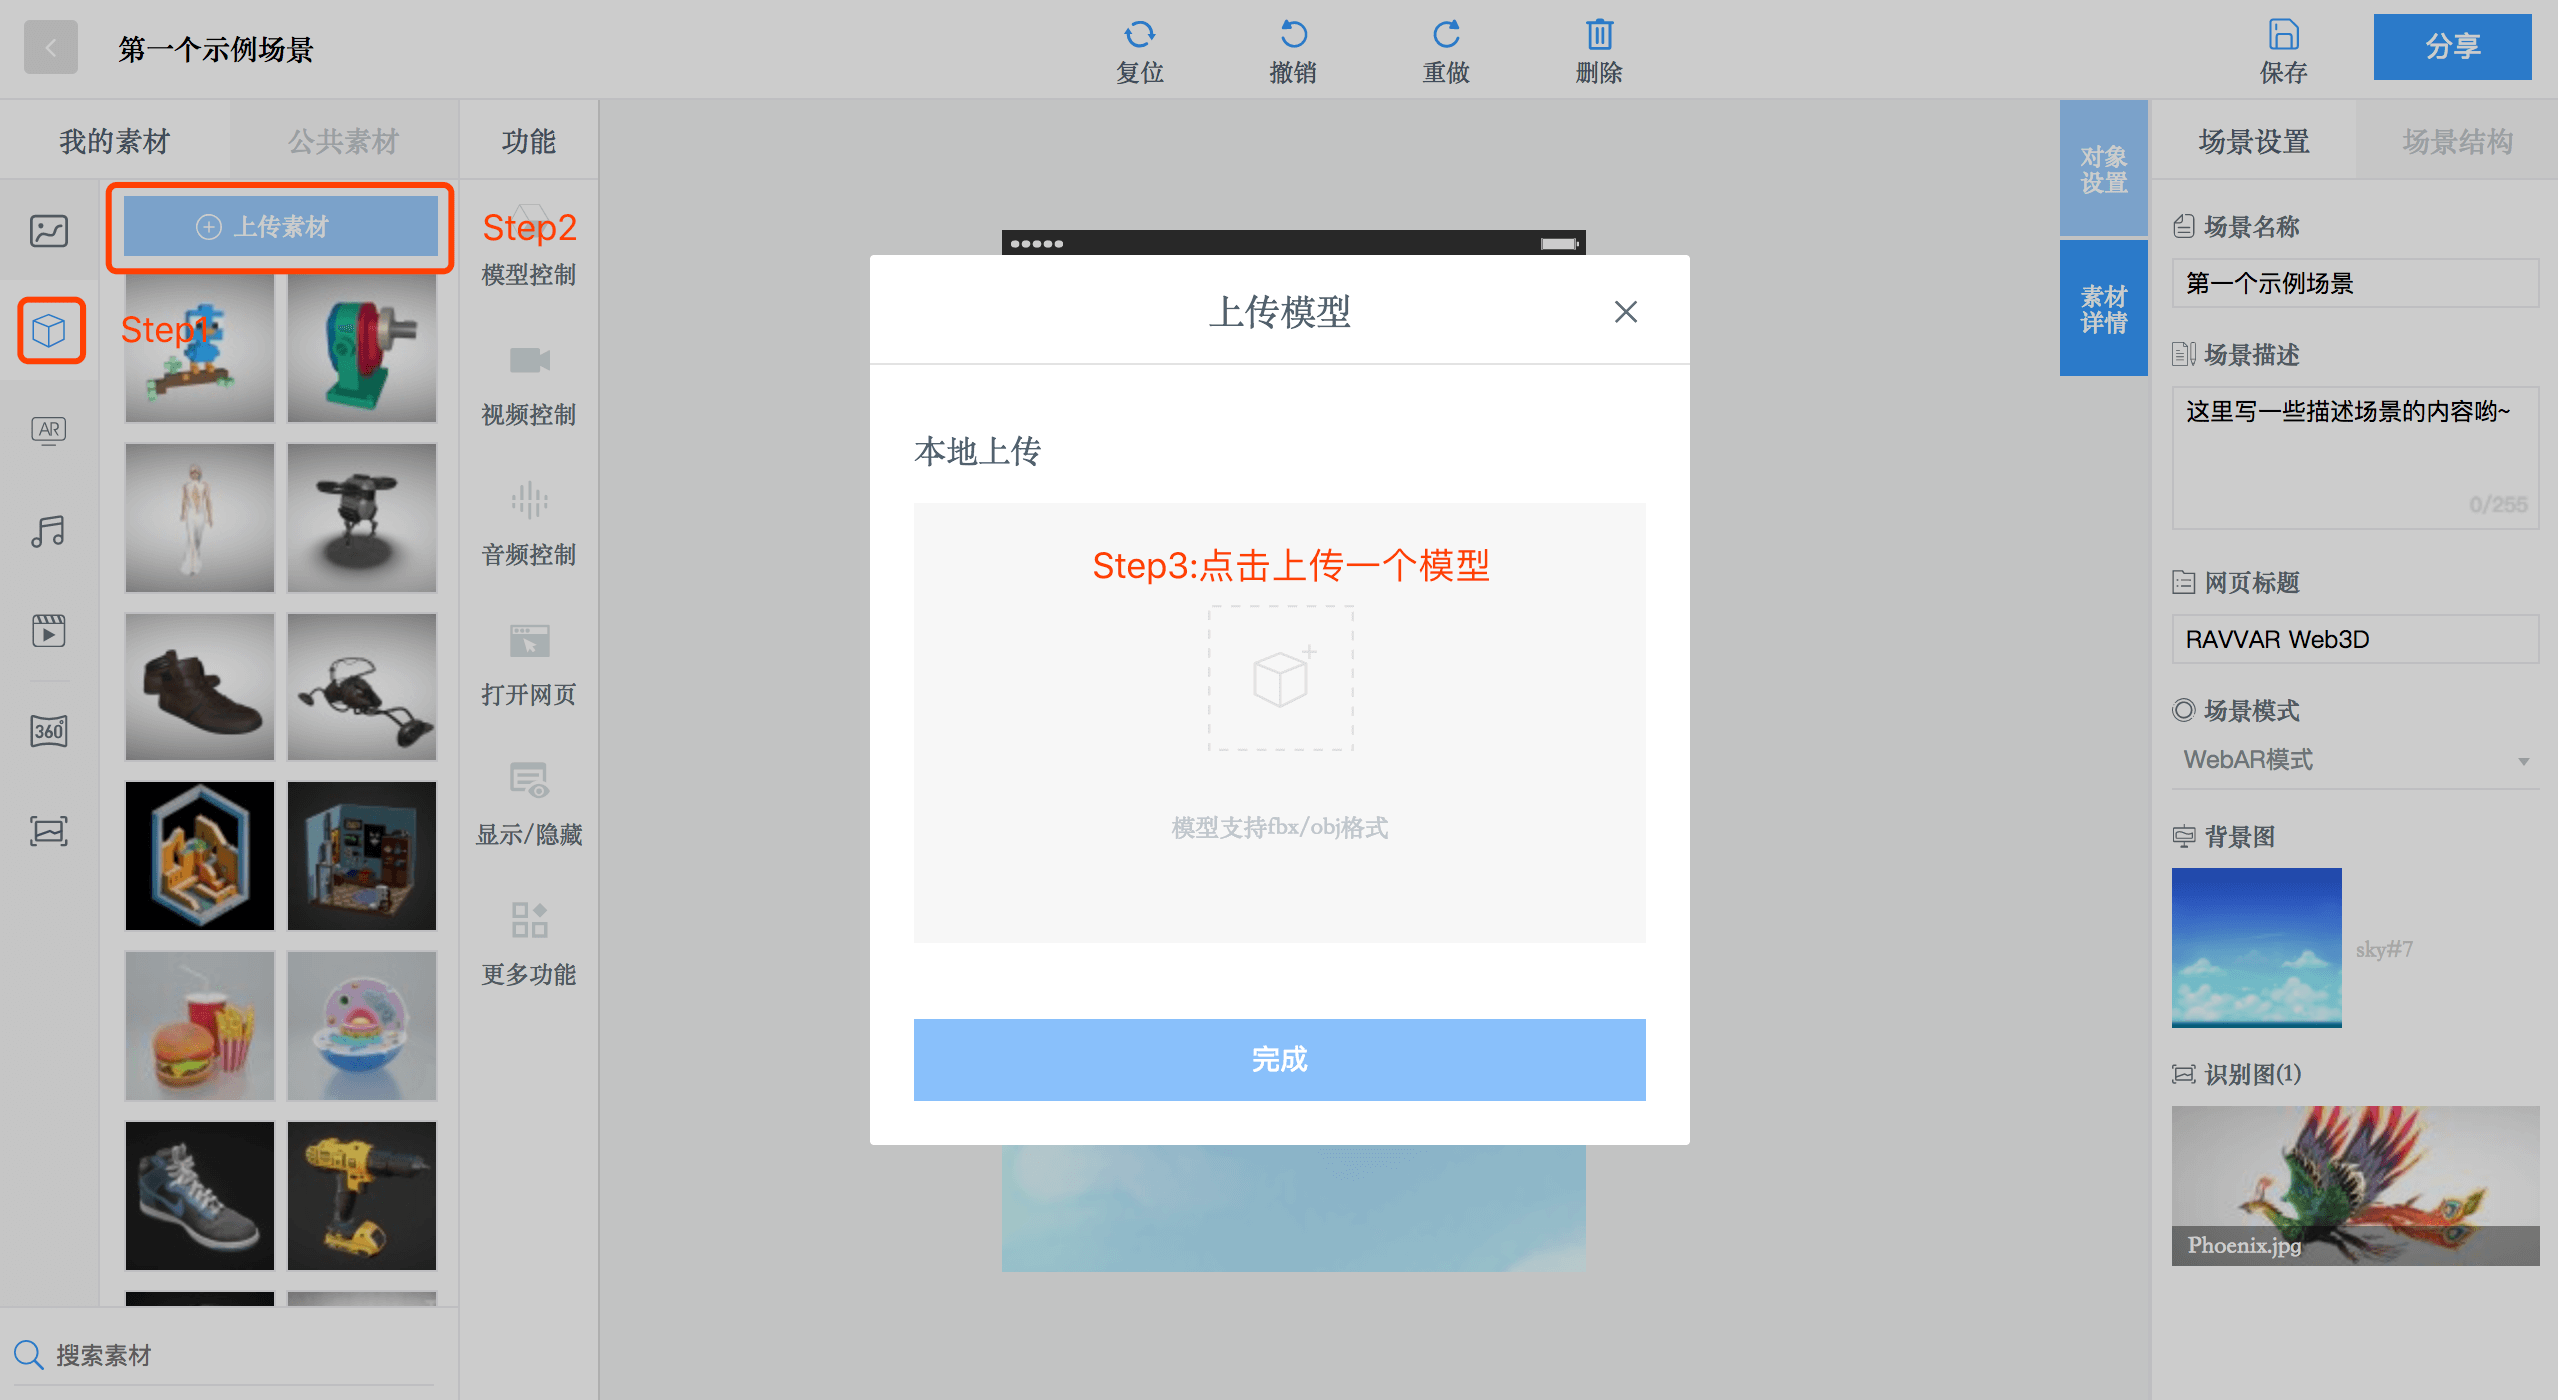 第一个示例场景
复位
撤销
重做
删除
保存
分享
我的素材
公共素材
功能
上传素材
Step1
Step2
AR
360°
搜索素材
模型控制
视频控制
音频控制
打开网页
显示/隐藏
更多功能
上传模型
本地上传
Step3:点击上传一个模型
模型支持fbx/obj格式
完成
对象
设置
素材
详情
场景设置
场景结构
场景名称
第一个示例场景
场景描述
这里写一些描述场景的内容哟~
0/255
网页标题
RAVVAR Web3D
场景模式
WebAR模式
背景图
sky#7
识别图(1)
Phoenix.jpg